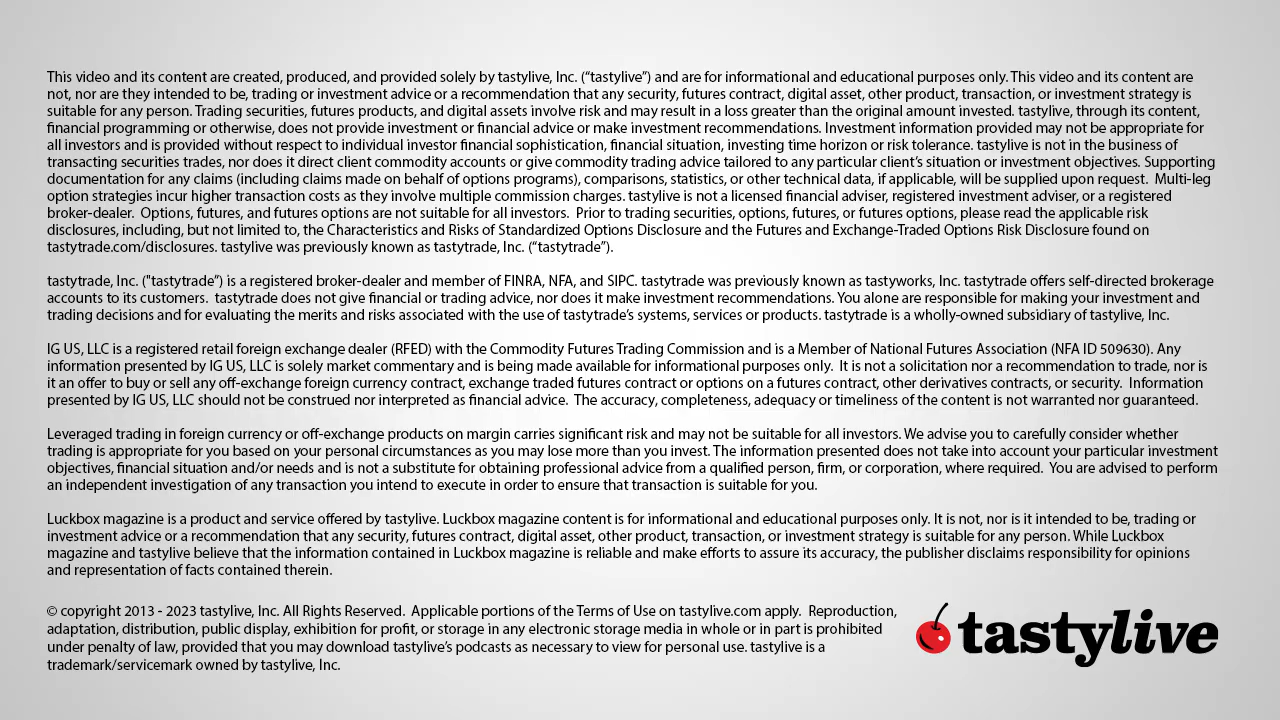 This video and its content are created, produced, and provided solely by tastylive, Inc. (“tastylive”) and are for informational and educational purposes only. This video and its content are
not, nor are they intended to be, trading or investment advice or a recommendation that any security, futures contract, digital asset, other product, transaction, or investment strategy is
suitable for any person. Trading securities, futures products, and digital assets involve risk and may result in a loss greater than the original amount invested. tastylive, through its content,
financial programming or otherwise, does not provide investment or financial advice or make investment recommendations. Investment information provided may not be appropriate for
all investors and is provided without respect to individual investor financial sophistication, financial situation, investing time horizon or risk tolerance. tastylive is not in the business of
transacting securities trades, nor does it direct client commodity accounts or give commodity trading advice tailored to any particular client’s situation or investment objectives. Supporting
documentation for any claims (including claims made on behalf of options programs), comparisons, statistics, or other technical data, if applicable, will be supplied upon request.  Multi-leg
option strategies incur higher transaction costs as they involve multiple commission charges. tastylive is not a licensed financial adviser, registered investment adviser, or a registered
broker-dealer.  Options, futures, and futures options are not suitable for all investors.  Prior to trading securities, options, futures, or futures options, please read the applicable risk
disclosures, including, but not limited to, the Characteristics and Risks of Standardized Options Disclosure and the Futures and Exchange-Traded Options Risk Disclosure found on
tastytrade.com/disclosures. tastylive was previously known as tastytrade, Inc. (“tastytrade”).

tastytrade, Inc. ("tastytrade”) is a registered broker-dealer and member of FINRA, NFA, and SIPC. tastytrade was previously known as tastyworks, Inc. tastytrade offers self-directed brokerage
accounts to its customers.  tastytrade does not give financial or trading advice, nor does it make investment recommendations. You alone are responsible for making your investment and
trading decisions and for evaluating the merits and risks associated with the use of tastytrade’s systems, services or products. tastytrade is a wholly-owned subsidiary of tastylive, Inc.

IG US, LLC is a registered retail foreign exchange dealer (RFED) with the Commodity Futures Trading Commission and is a Member of National Futures Association (NFA ID 509630). Any
information presented by IG US, LLC is solely market commentary and is being made available for informational purposes only.  It is not a solicitation nor a recommendation to trade, nor is
it an offer to buy or sell any off-exchange foreign currency contract, exchange traded futures contract or options on a futures contract, other derivatives contracts, or security.  Information
presented by IG US, LLC should not be construed nor interpreted as financial advice.  The accuracy, completeness, adequacy or timeliness of the content is not warranted nor guaranteed.

Leveraged trading in foreign currency or off-exchange products on margin carries significant risk and may not be suitable for all investors. We advise you to carefully consider whether
trading is appropriate for you based on your personal circumstances as you may lose more than you invest. The information presented does not take into account your particular investment
objectives, financial situation and/or needs and is not a substitute for obtaining professional advice from a qualified person, firm, or corporation, where required.  You are advised to perform
an independent investigation of any transaction you intend to execute in order to ensure that transaction is suitable for you.

Luckbox magazine is a product and service offered by tastylive. Luckbox magazine content is for informational and educational purposes only. It is not, nor is it intended to be, trading or
investment advice or a recommendation that any security, futures contract, digital asset, other product, transaction, or investment strategy is suitable for any person. While Luckbox
magazine and tastylive believe that the information contained in Luckbox magazine is reliable and make efforts to assure its accuracy, the publisher disclaims responsibility for opinions
and representation of facts contained therein.

© copyright 2013 - 2023 tastylive, Inc. All Rights Reserved.  Applicable portions of the Terms of Use on tastylive.com apply.  Reproduction,
adaptation, distribution, public display, exhibition for profit, or storage in any electronic storage media in whole or in part is prohibited
under penalty of law, provided that you may download tastylive’s podcasts as necessary to view for personal use. tastylive is a
trademark/servicemark owned by tastylive, Inc.
tastylive